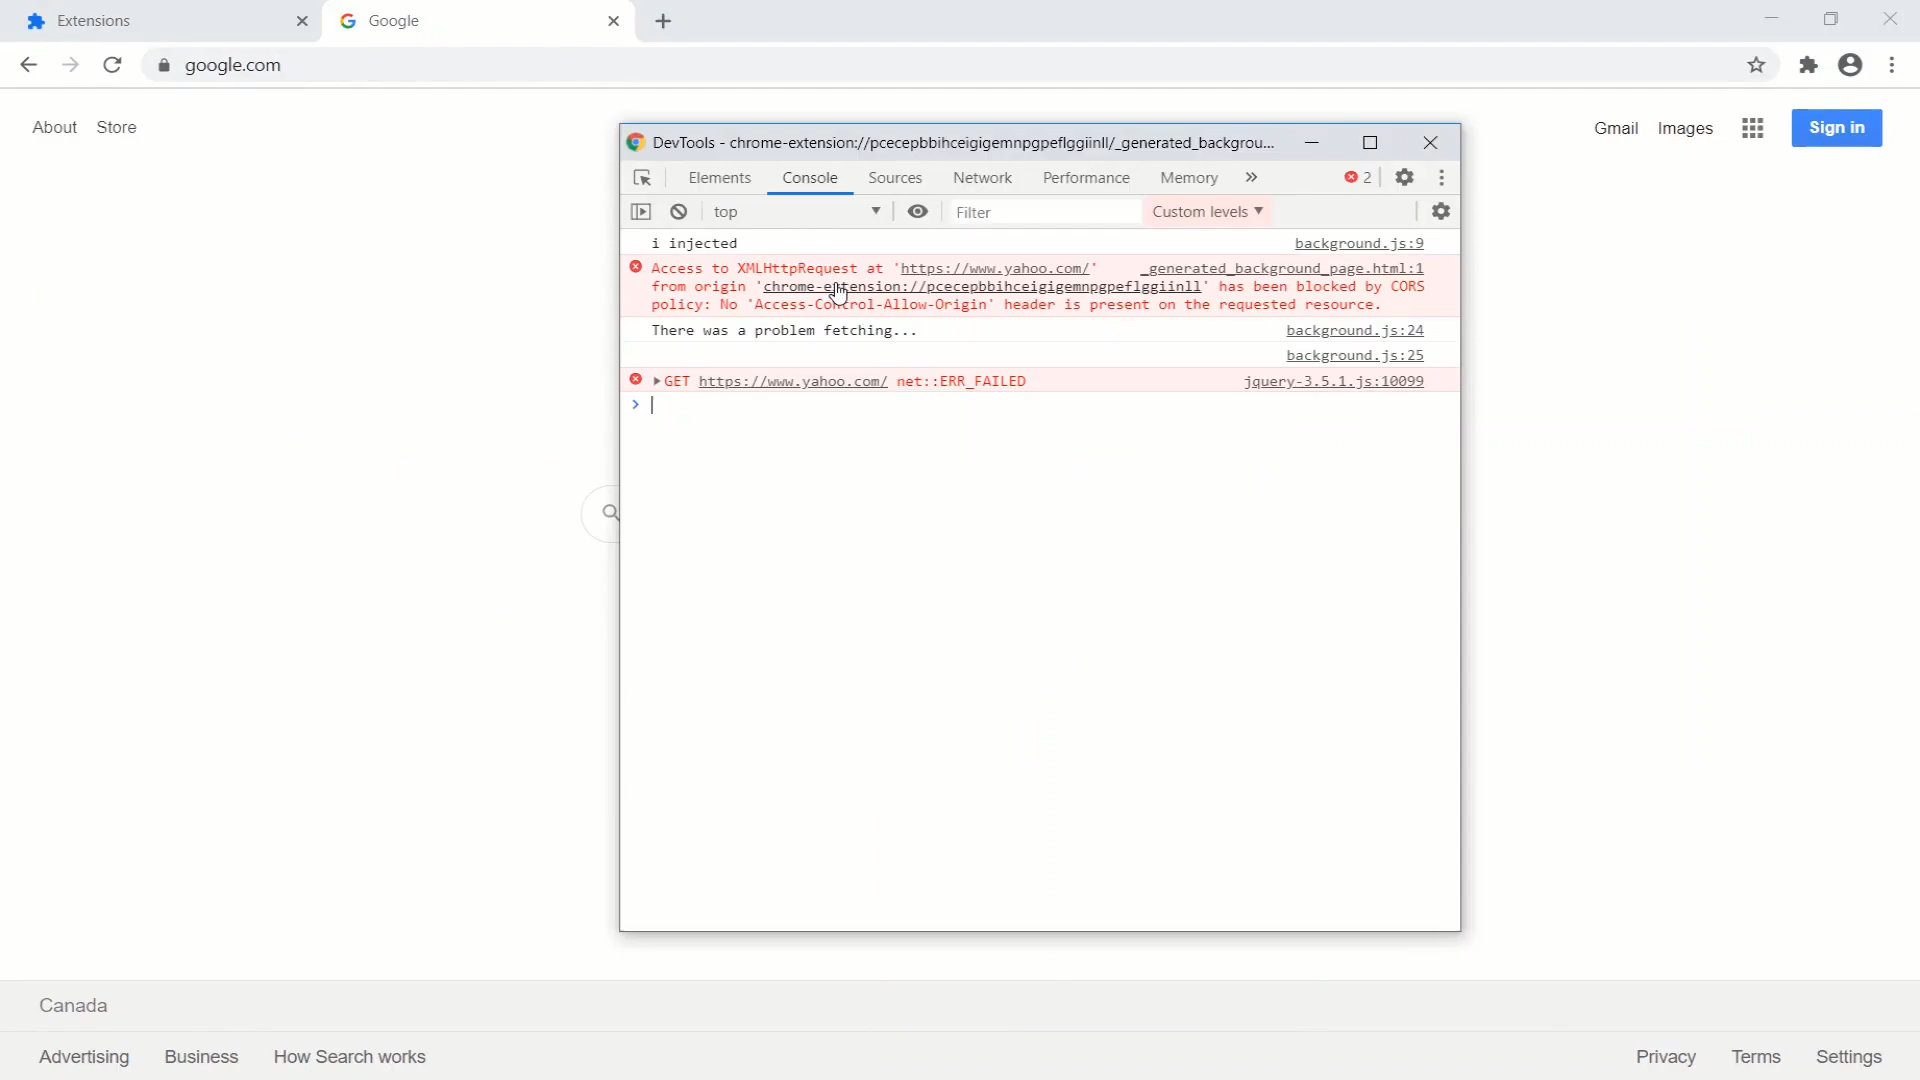 Extensions
Google
google.com
About Store
Gmail Images Sign in
DevTools - chrome-extension://pcecepbbihceigigemnpgpeflggiinll/_generated_backgrou...
Elements Console Sources Network Performance Memory » 2
top Filter Custom levels
i injected background.js:9
Access to XMLHttpRequest at 'https://www.yahoo.com/' _generated_background_page.html:1
from origin 'chrome-extension://pcecepbbihceigigemnpgpeflggiinll' has been blocked by CORS
policy: No 'Access-Control-Allow-Origin' header is present on the requested resource.
There was a problem fetching... background.js:24
background.js:25
GET https://www.yahoo.com/ net::ERR_FAILED jquery-3.5.1.js:10099
Canada
Advertising Business How Search works Privacy Terms Settings